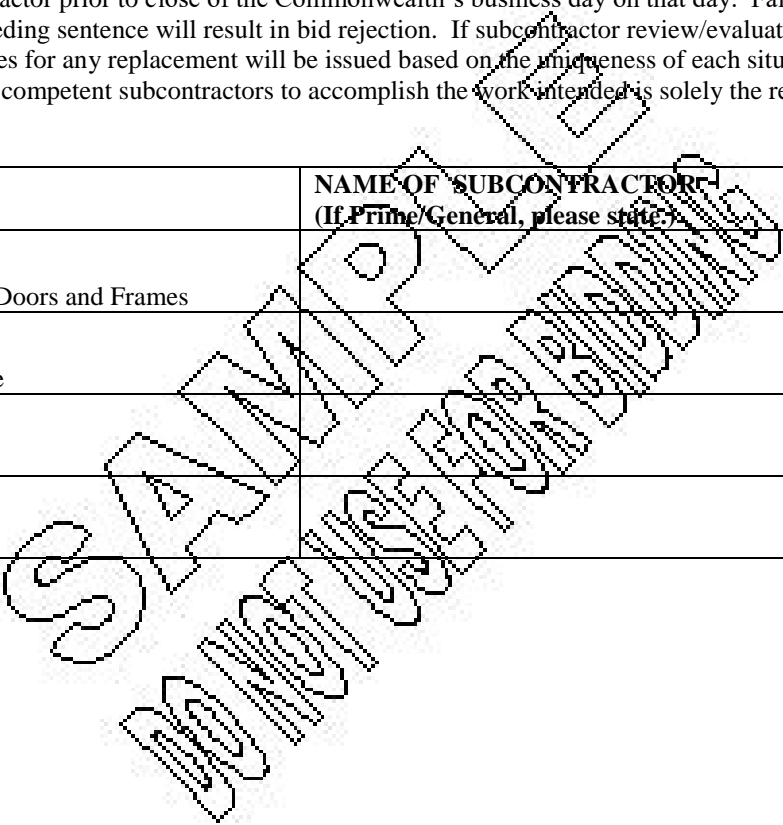 actor prior to close of the Commonwealth's business day on that day. Fai
eding sentence will result in bid rejection. If subcontractor review/evaluat
es for any replacement will be issued based on the uniqueness of each situ
competent subcontractors to accomplish the work intended is solely the re
NAME OF SUBCONTRACTOR
(If Prime/General, please state.)
Doors and Frames
e
SAMPLE
DO NOT USE FOR BIDDING